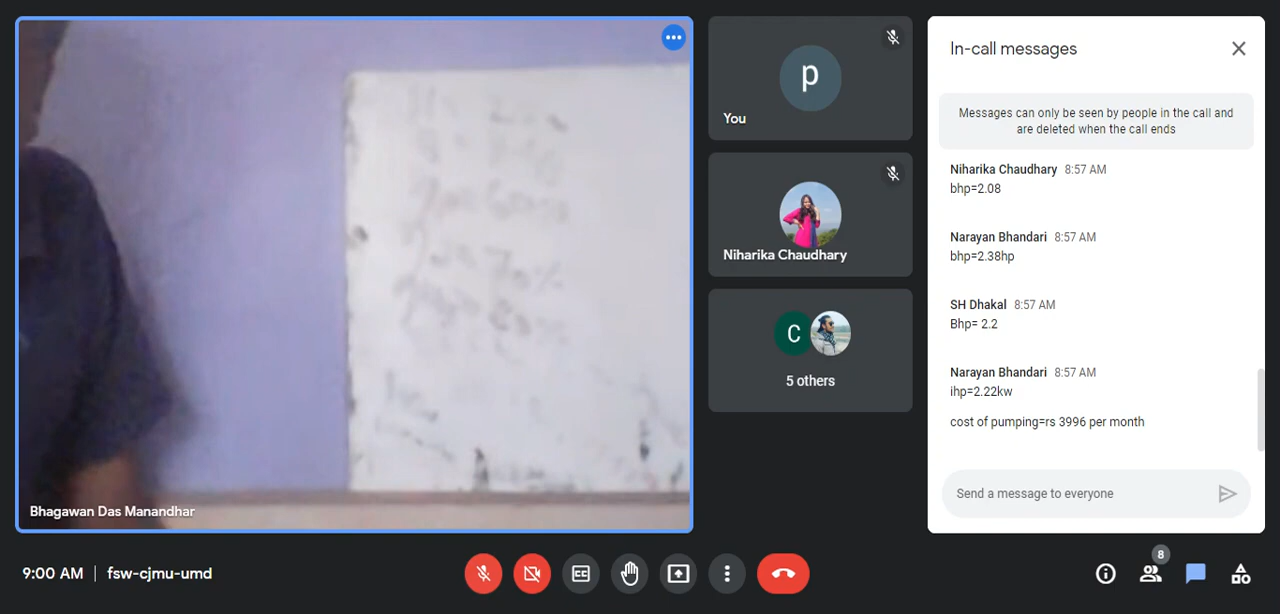 In-call messages
Messages can only be seen by people in the call and
are deleted when the call ends
Niharika Chaudhary 8:57 AM
bhp=2.08
Narayan Bhandari 8:57 AM
bhp=2.38hp
SH Dhakal 8:57 AM
Bhp= 2.2
Narayan Bhandari 8:57 AM
ihp=2.22kw
cost of pumping=rs 3996 per month
Send a message to everyone
p
You
Niharika Chaudhary
C
5 others
70%
Bhagawan Das Manandhar
9:00 AM | fsw-cjmu-umd
CC
8